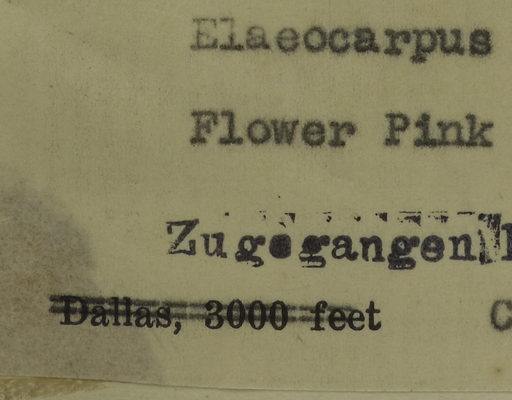 Elaeocarpus
Flower Pink
Zugegangen
Dallas, 3000 feet C